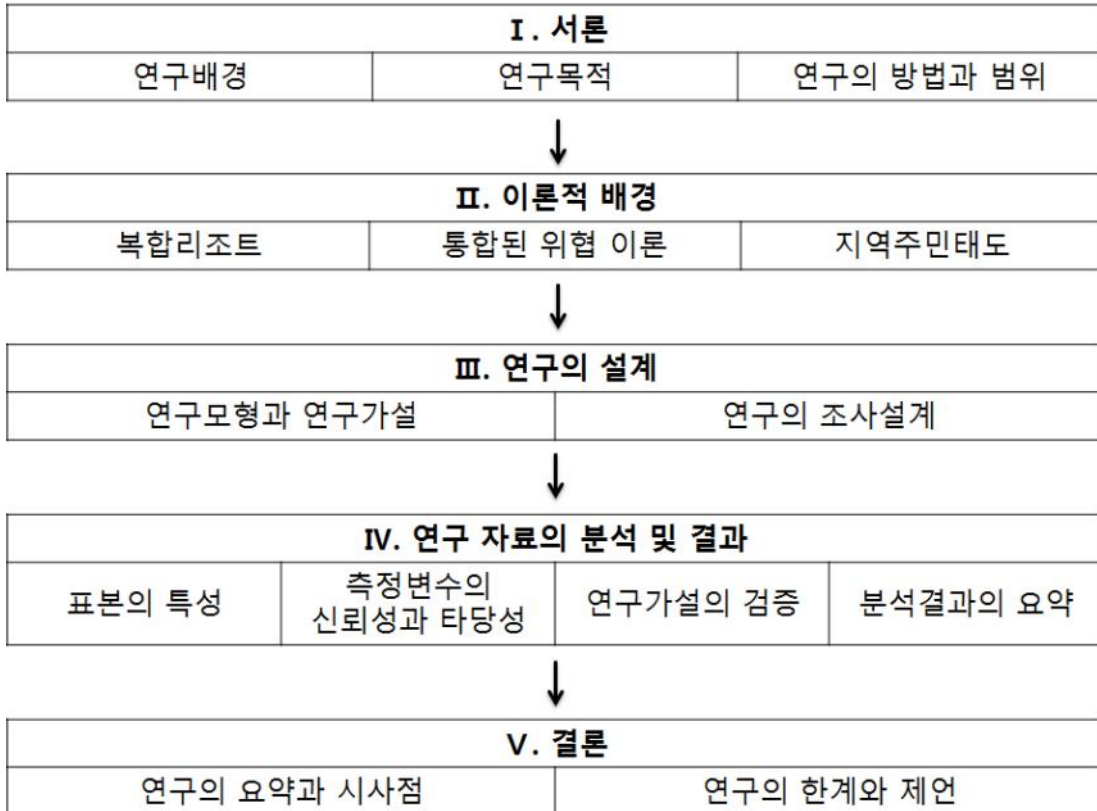 Ⅰ. 서론
연구배경
연구목적
연구의 방법과 범위
Ⅱ. 이론적 배경
복합리조트
통합된 위협 이론
지역주민태도
Ⅲ. 연구의 설계
연구모형과 연구가설
연구의 조사설계
Ⅳ. 연구 자료의 분석 및 결과
표본의 특성
측정변수의
신뢰성과 타당성
연구가설의 검증
분석결과의 요약
Ⅴ. 결론
연구의 요약과 시사점
연구의 한계와 제언